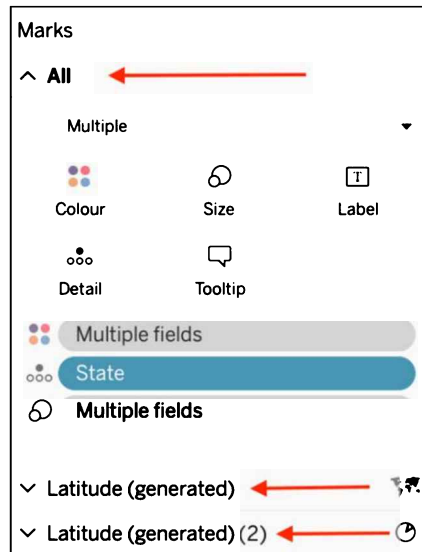 Marks
All
Multiple
Colour Size Label
Detail Tooltip
Multiple fields
State
Multiple fields
Latitude (generated)
Latitude (generated) (2)